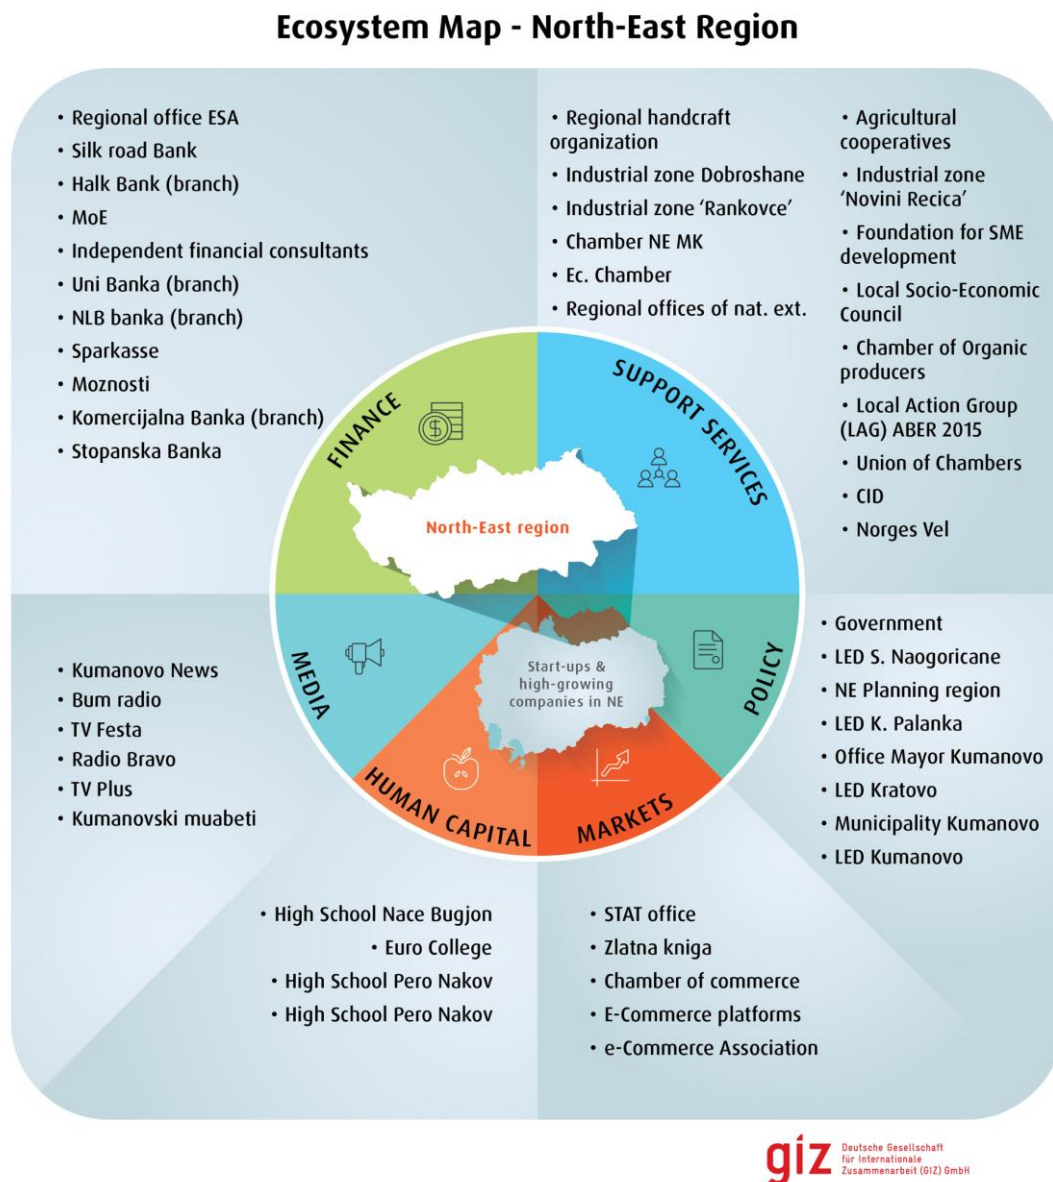 Ecosystem Map - North-East Region
• Regional office ESA
• Silk road Bank
• Halk Bank (branch)
• MoE
• Independent financial consultants
• Uni Banka (branch)
• NLB banka (branch)
• Sparkasse
• Moznosti
• Komercijalna Banka (branch)
• Stopanska Banka
• Regional handcraft
organization
• Industrial zone Dobroshane
• Industrial zone ‘Rankovce’
• Chamber NE MK
• Ec. Chamber
• Regional offices of nat. ext.
• Agricultural
cooperatives
• Industrial zone
‘Novini Recica’
• Foundation for SME
development
• Local Socio-Economic
Council
• Chamber of Organic
producers
• Local Action Group
(LAG) ABER 2015
• Union of Chambers
• CID
• Norges Vel
FINANCE
SUPPORT SERVICES
North-East region
MEDIA
Start-ups &
high-growing
companies in NE
POLICY
HUMAN CAPITAL
MARKETS
• Kumanovo News
• Bum radio
• TV Festa
• Radio Bravo
• TV Plus
• Kumanovski muabeti
• Government
• LED S. Naogoricane
• NE Planning region
• LED K. Palanka
• Office Mayor Kumanovo
• LED Kratovo
• Municipality Kumanovo
• LED Kumanovo
• High School Nace Bugjon
• Euro College
• High School Pero Nakov
• High School Pero Nakov
• STAT office
• Zlatna kniga
• Chamber of commerce
• E-Commerce platforms
• e-Commerce Association
giz
Deutsche Gesellschaft
für Internationale
Zusammenarbeit (GIZ) GmbH